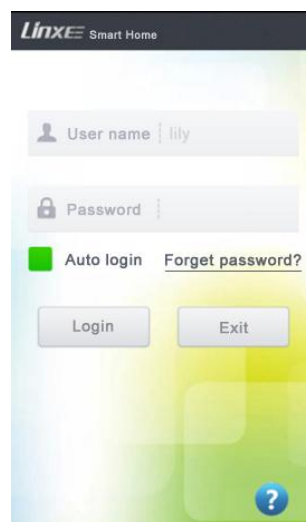 Linxee Smart Home
User name lily
Password
Auto login Forget password?
Login Exit
?